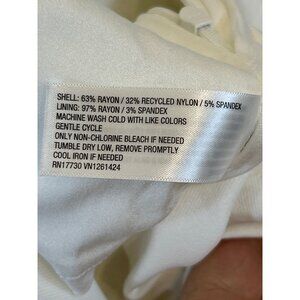 SHELL: 63% RAYON / 32% RECYCLED NYLON / 5% SPANDEX
LINING: 97% RAYON / 3% SPANDEX
MACHINE WASH COLD WITH LIKE COLORS
GENTLE CYCLE
ONLY NON-CHLORINE BLEACH IF NEEDED
TUMBLE DRY LOW, REMOVE PROMPTLY
COOL IRON IF NEEDED
RN17730 VN1261424